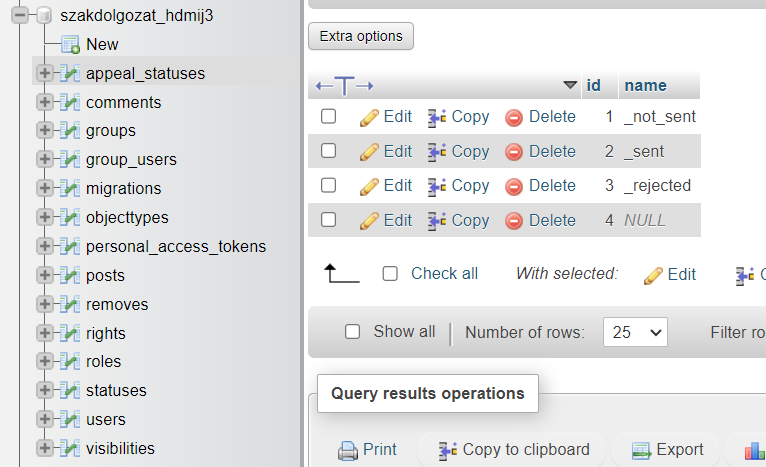 szakdolgozat_hdmij3
New
appeal_statuses
comments
groups
group_users
migrations
objecttypes
personal_access_tokens
posts
removes
rights
roles
statuses
users
visibilities
Extra options
←T→ id name
Edit Copy Delete 1 _not_sent
Edit Copy Delete 2 _sent
Edit Copy Delete 3 _rejected
Edit Copy Delete 4 NULL
Check all With selected: Edit
Show all Number of rows: 25 Filter
Query results operations
Print Copy to clipboard Export